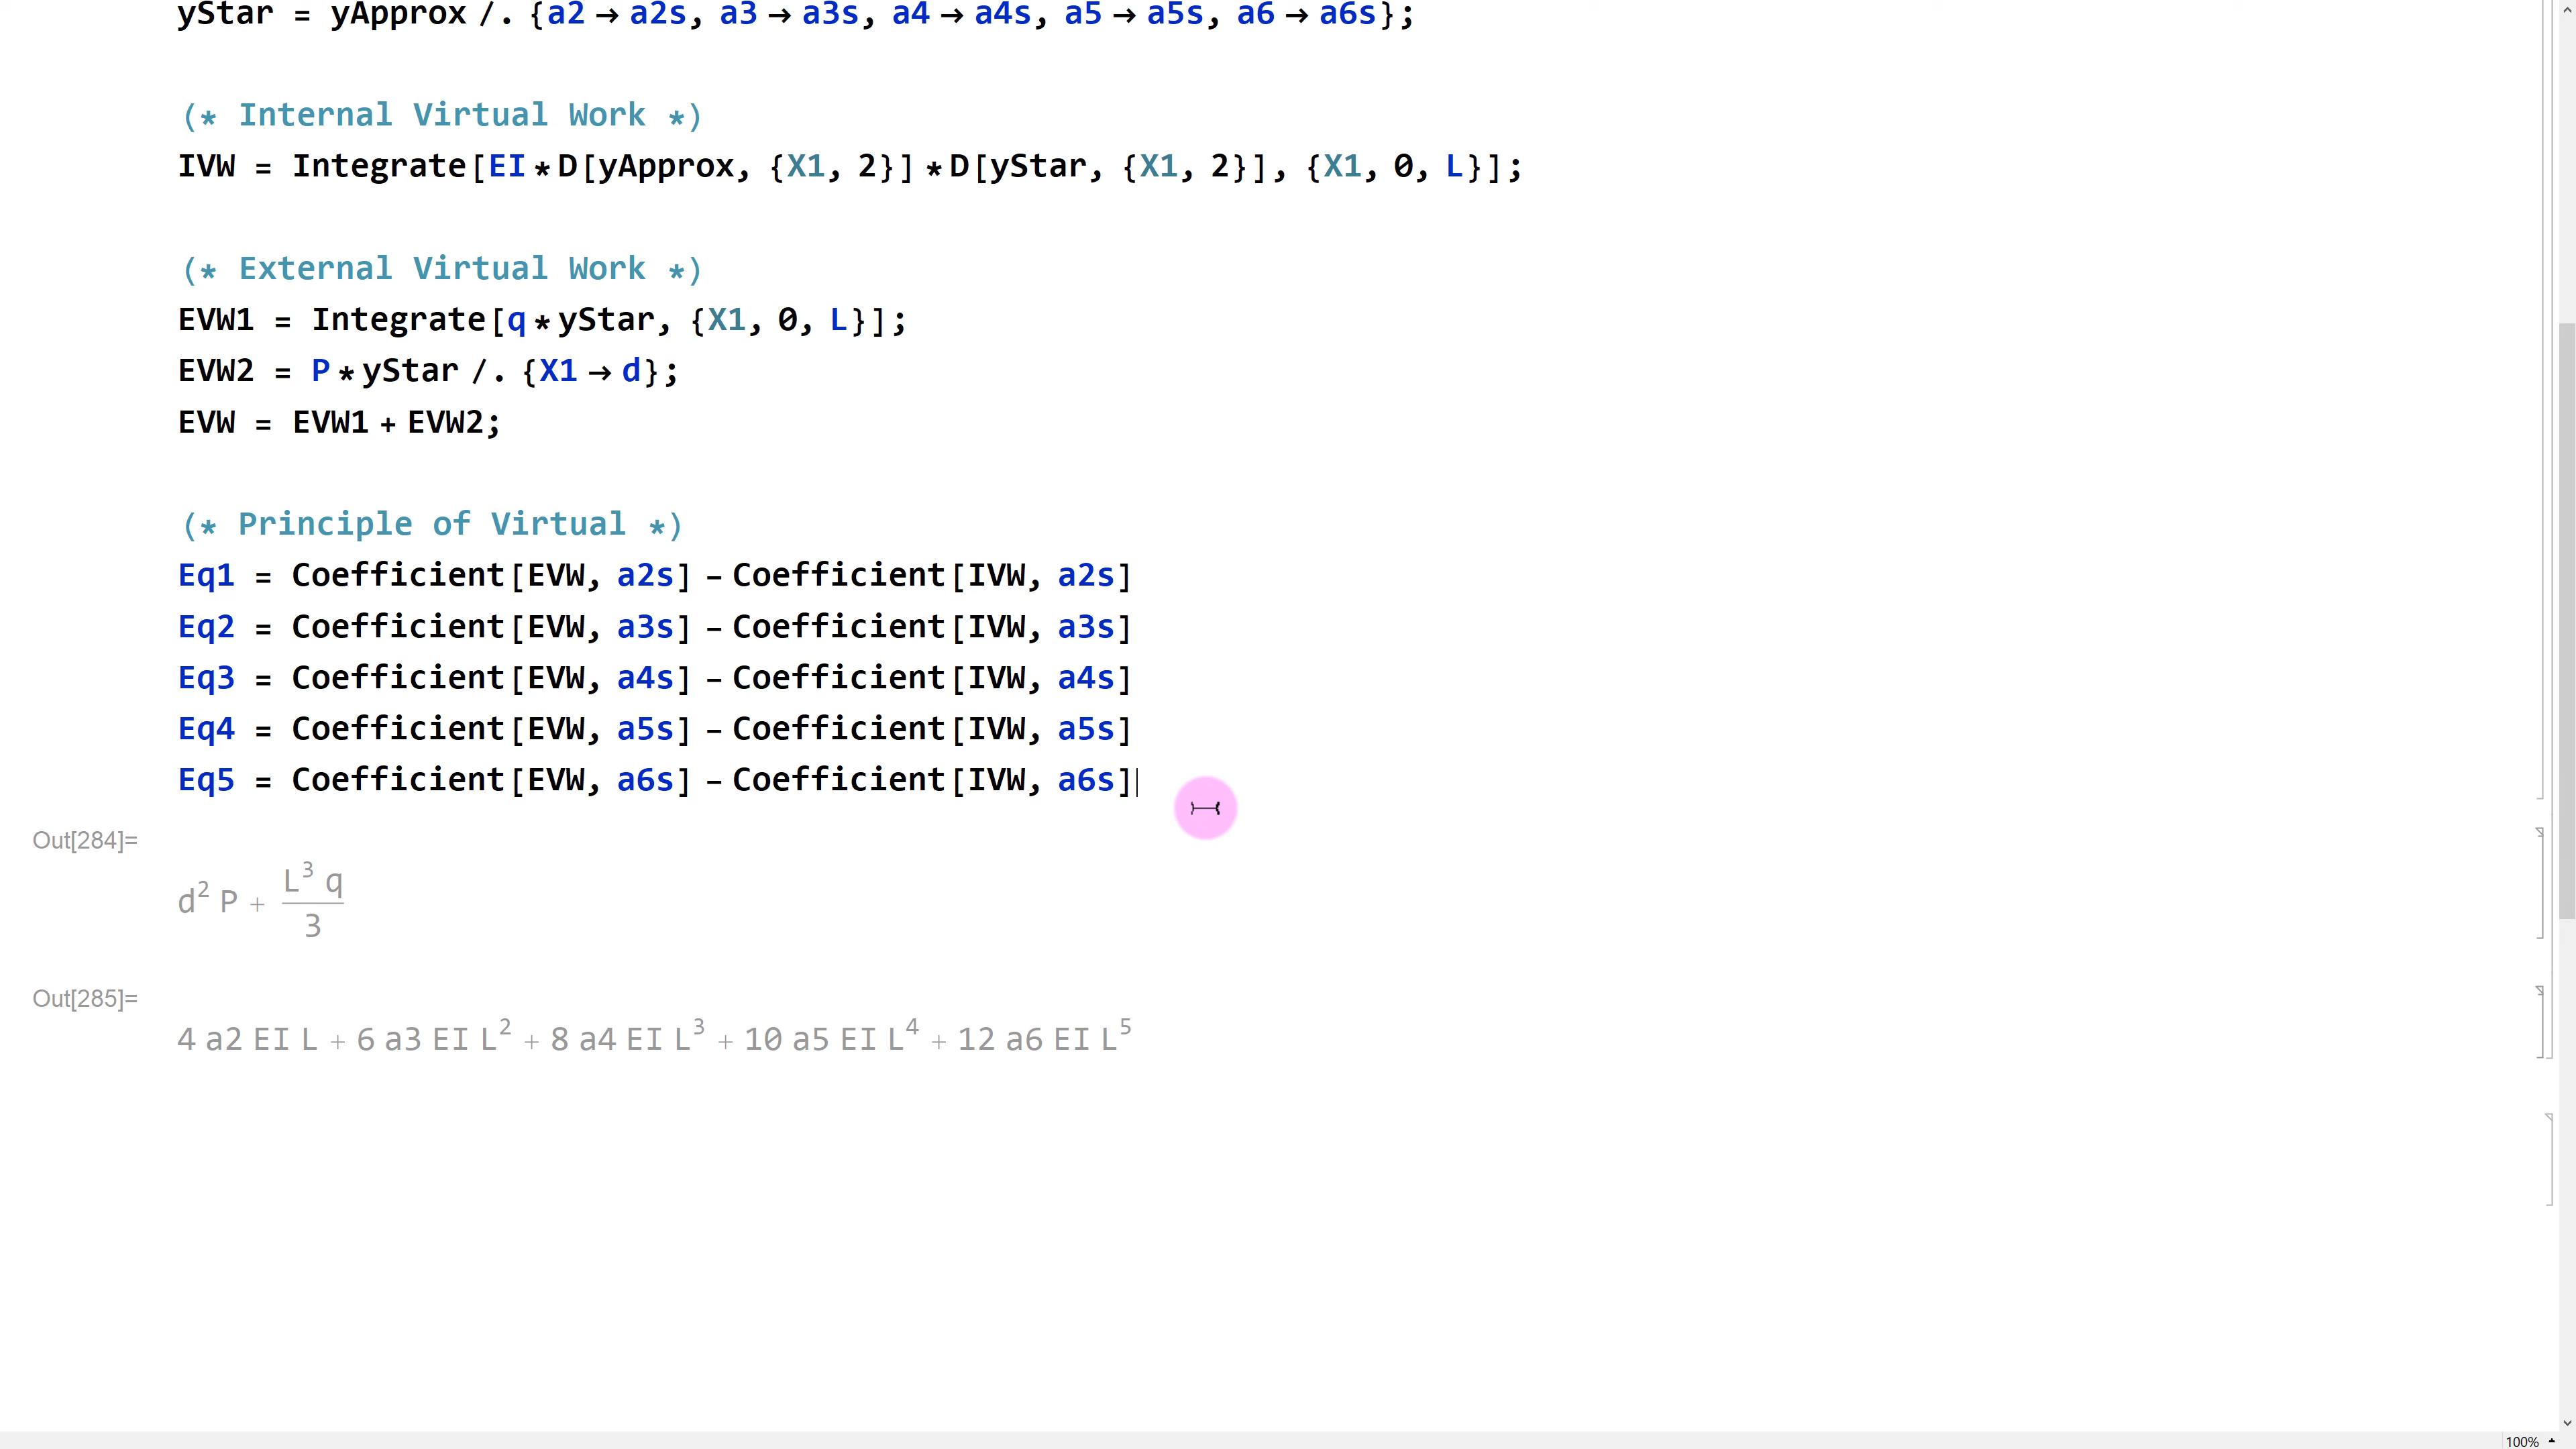 yStar = yApprox /. {a2 → a2s, a3 → a3s, a4 → a4s, a5 → a5s, a6 → a6s};
(* Internal Virtual Work *)
IVW = Integrate[EI * D[yApprox, {X1, 2}] * D[yStar, {X1, 2}], {X1, 0, L}];
(* External Virtual Work *)
EVW1 = Integrate[q * yStar, {X1, 0, L}];
EVW2 = P * yStar /. {X1 → d};
EVW = EVW1 + EVW2;
(* Principle of Virtual *)
Eq1 = Coefficient[EVW, a2s] - Coefficient[IVW, a2s]
Eq2 = Coefficient[EVW, a3s] - Coefficient[IVW, a3s]
Eq3 = Coefficient[EVW, a4s] - Coefficient[IVW, a4s]
Eq4 = Coefficient[EVW, a5s] - Coefficient[IVW, a5s]
Eq5 = Coefficient[EVW, a6s] - Coefficient[IVW, a6s]
Out[284]=
d² P + L³ q / 3
Out[285]=
4 a2 EI L + 6 a3 EI L² + 8 a4 EI L³ + 10 a5 EI L⁴ + 12 a6 EI L⁵
100%